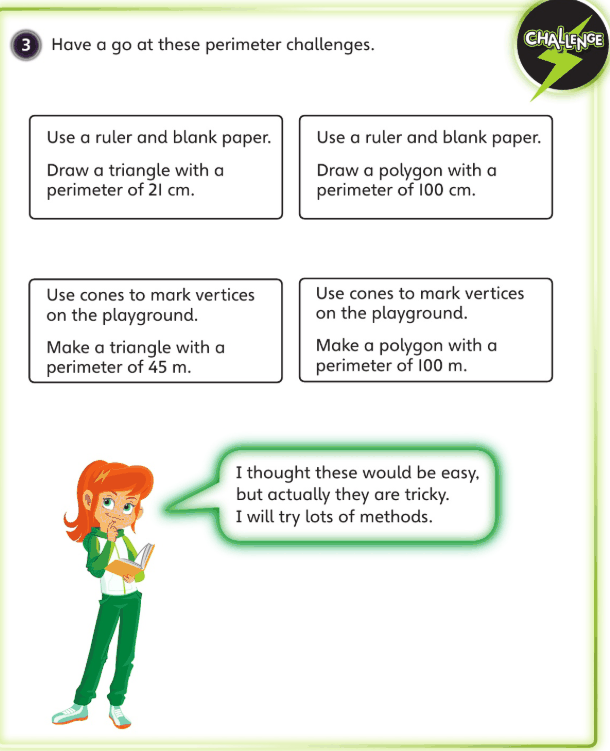 CHALLENGE
3 Have a go at these perimeter challenges.
Use a ruler and blank paper.
Draw a triangle with a
perimeter of 21 cm.
Use a ruler and blank paper.
Draw a polygon with a
perimeter of 100 cm.
Use cones to mark vertices
on the playground.
Make a triangle with a
perimeter of 45 m.
Use cones to mark vertices
on the playground.
Make a polygon with a
perimeter of 100 m.
I thought these would be easy,
but actually they are tricky.
I will try lots of methods.